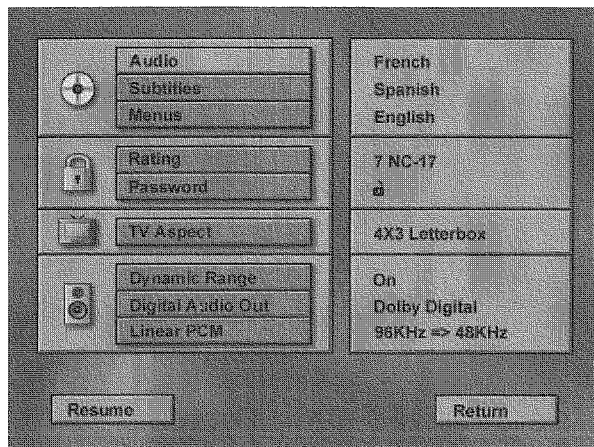 Audio French
Subtitles Spanish
Menus English
Rating 7 NC-17
Password
TV Aspect 4X3 Letterbox
Dynamic Range On
Digital Audio Out Dolby Digital
Linear PCM 96KHz => 48KHz
Resume Return